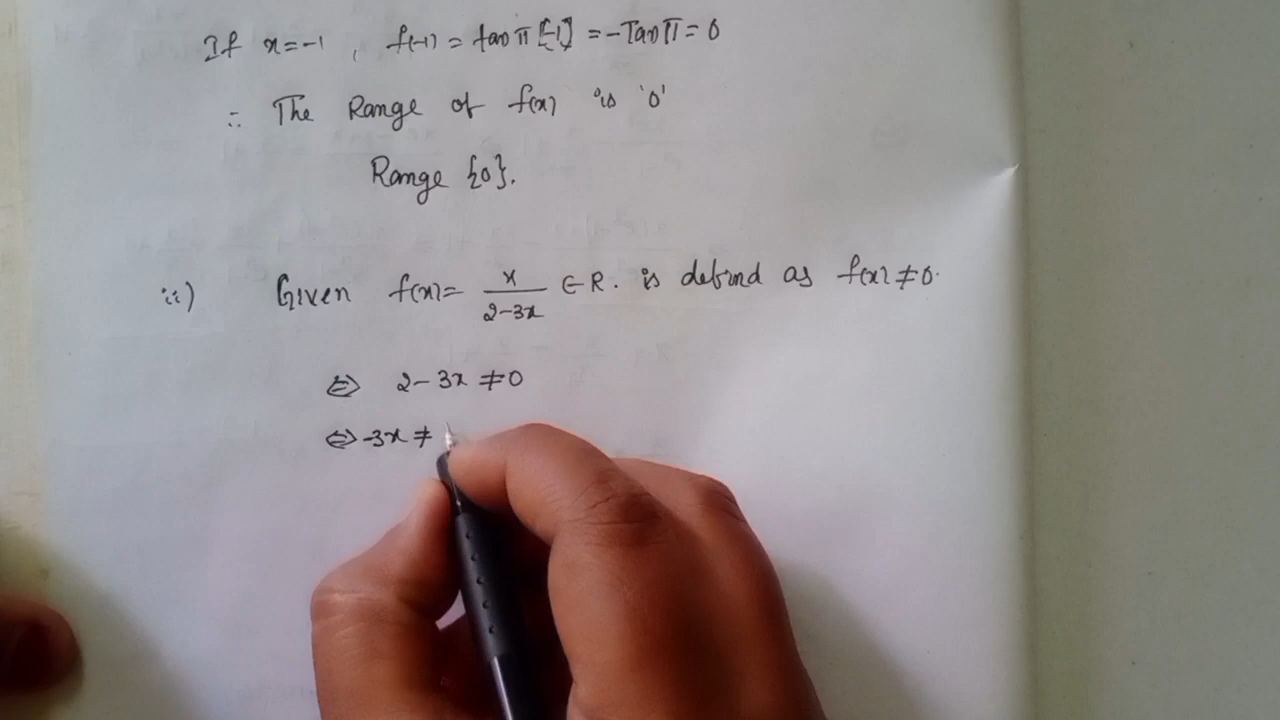 If x=-1, f(-1) = tan π [-1] = -Tan π = 0
∴ The Range of f(x) is '0'
Range {0}.
ii) Given f(x)= x/2-3x ∈ R. is defind as f(x) ≠ 0.
⇔ 2-3x ≠ 0
⇔ -3x ≠